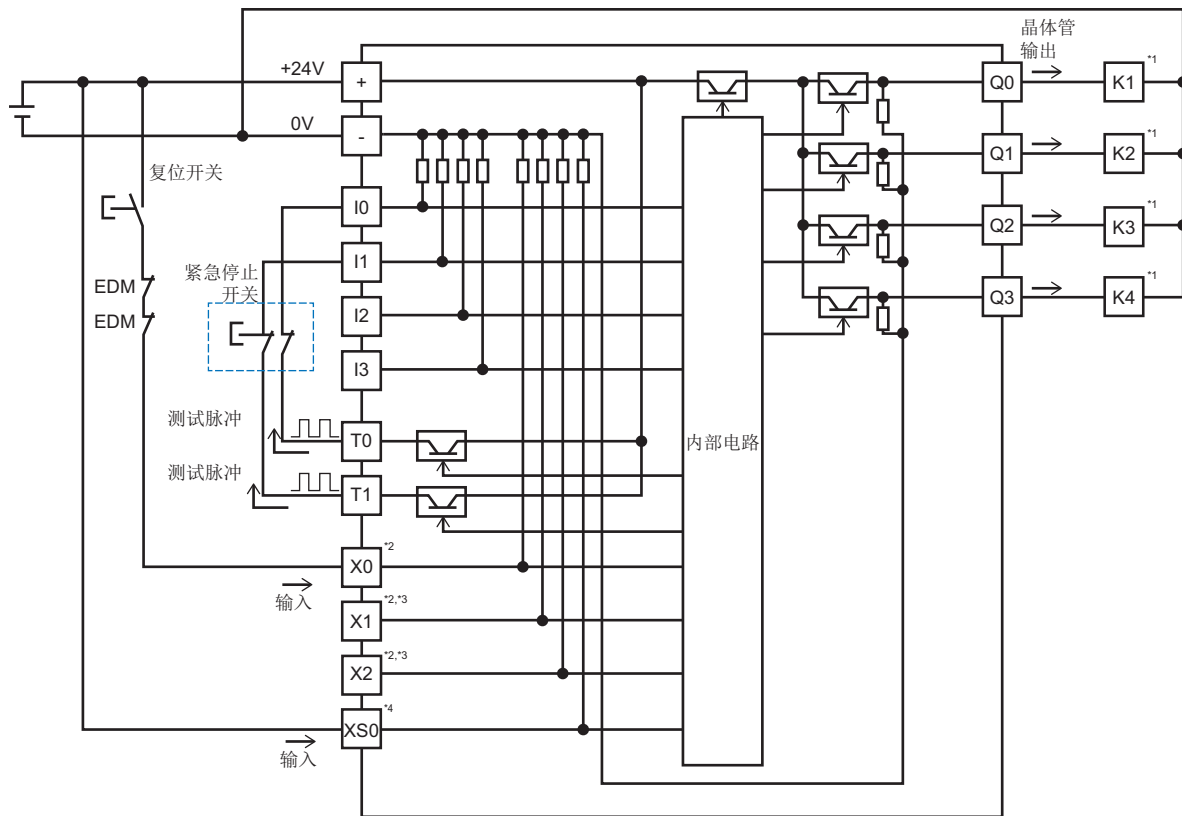 晶体管
输出
+24V
+
Q0
K1
*1
0V
-
Q1
K2
*1
复位开关
I0
Q2
K3
*1
I1
紧急停止
开关
EDM
EDM
I2
Q3
K4
*1
I3
测试脉冲
T0
内部电路
测试脉冲
T1
X0
*2
输入
X1
*2,*3
X2
*2,*3
XS0
*4
输入